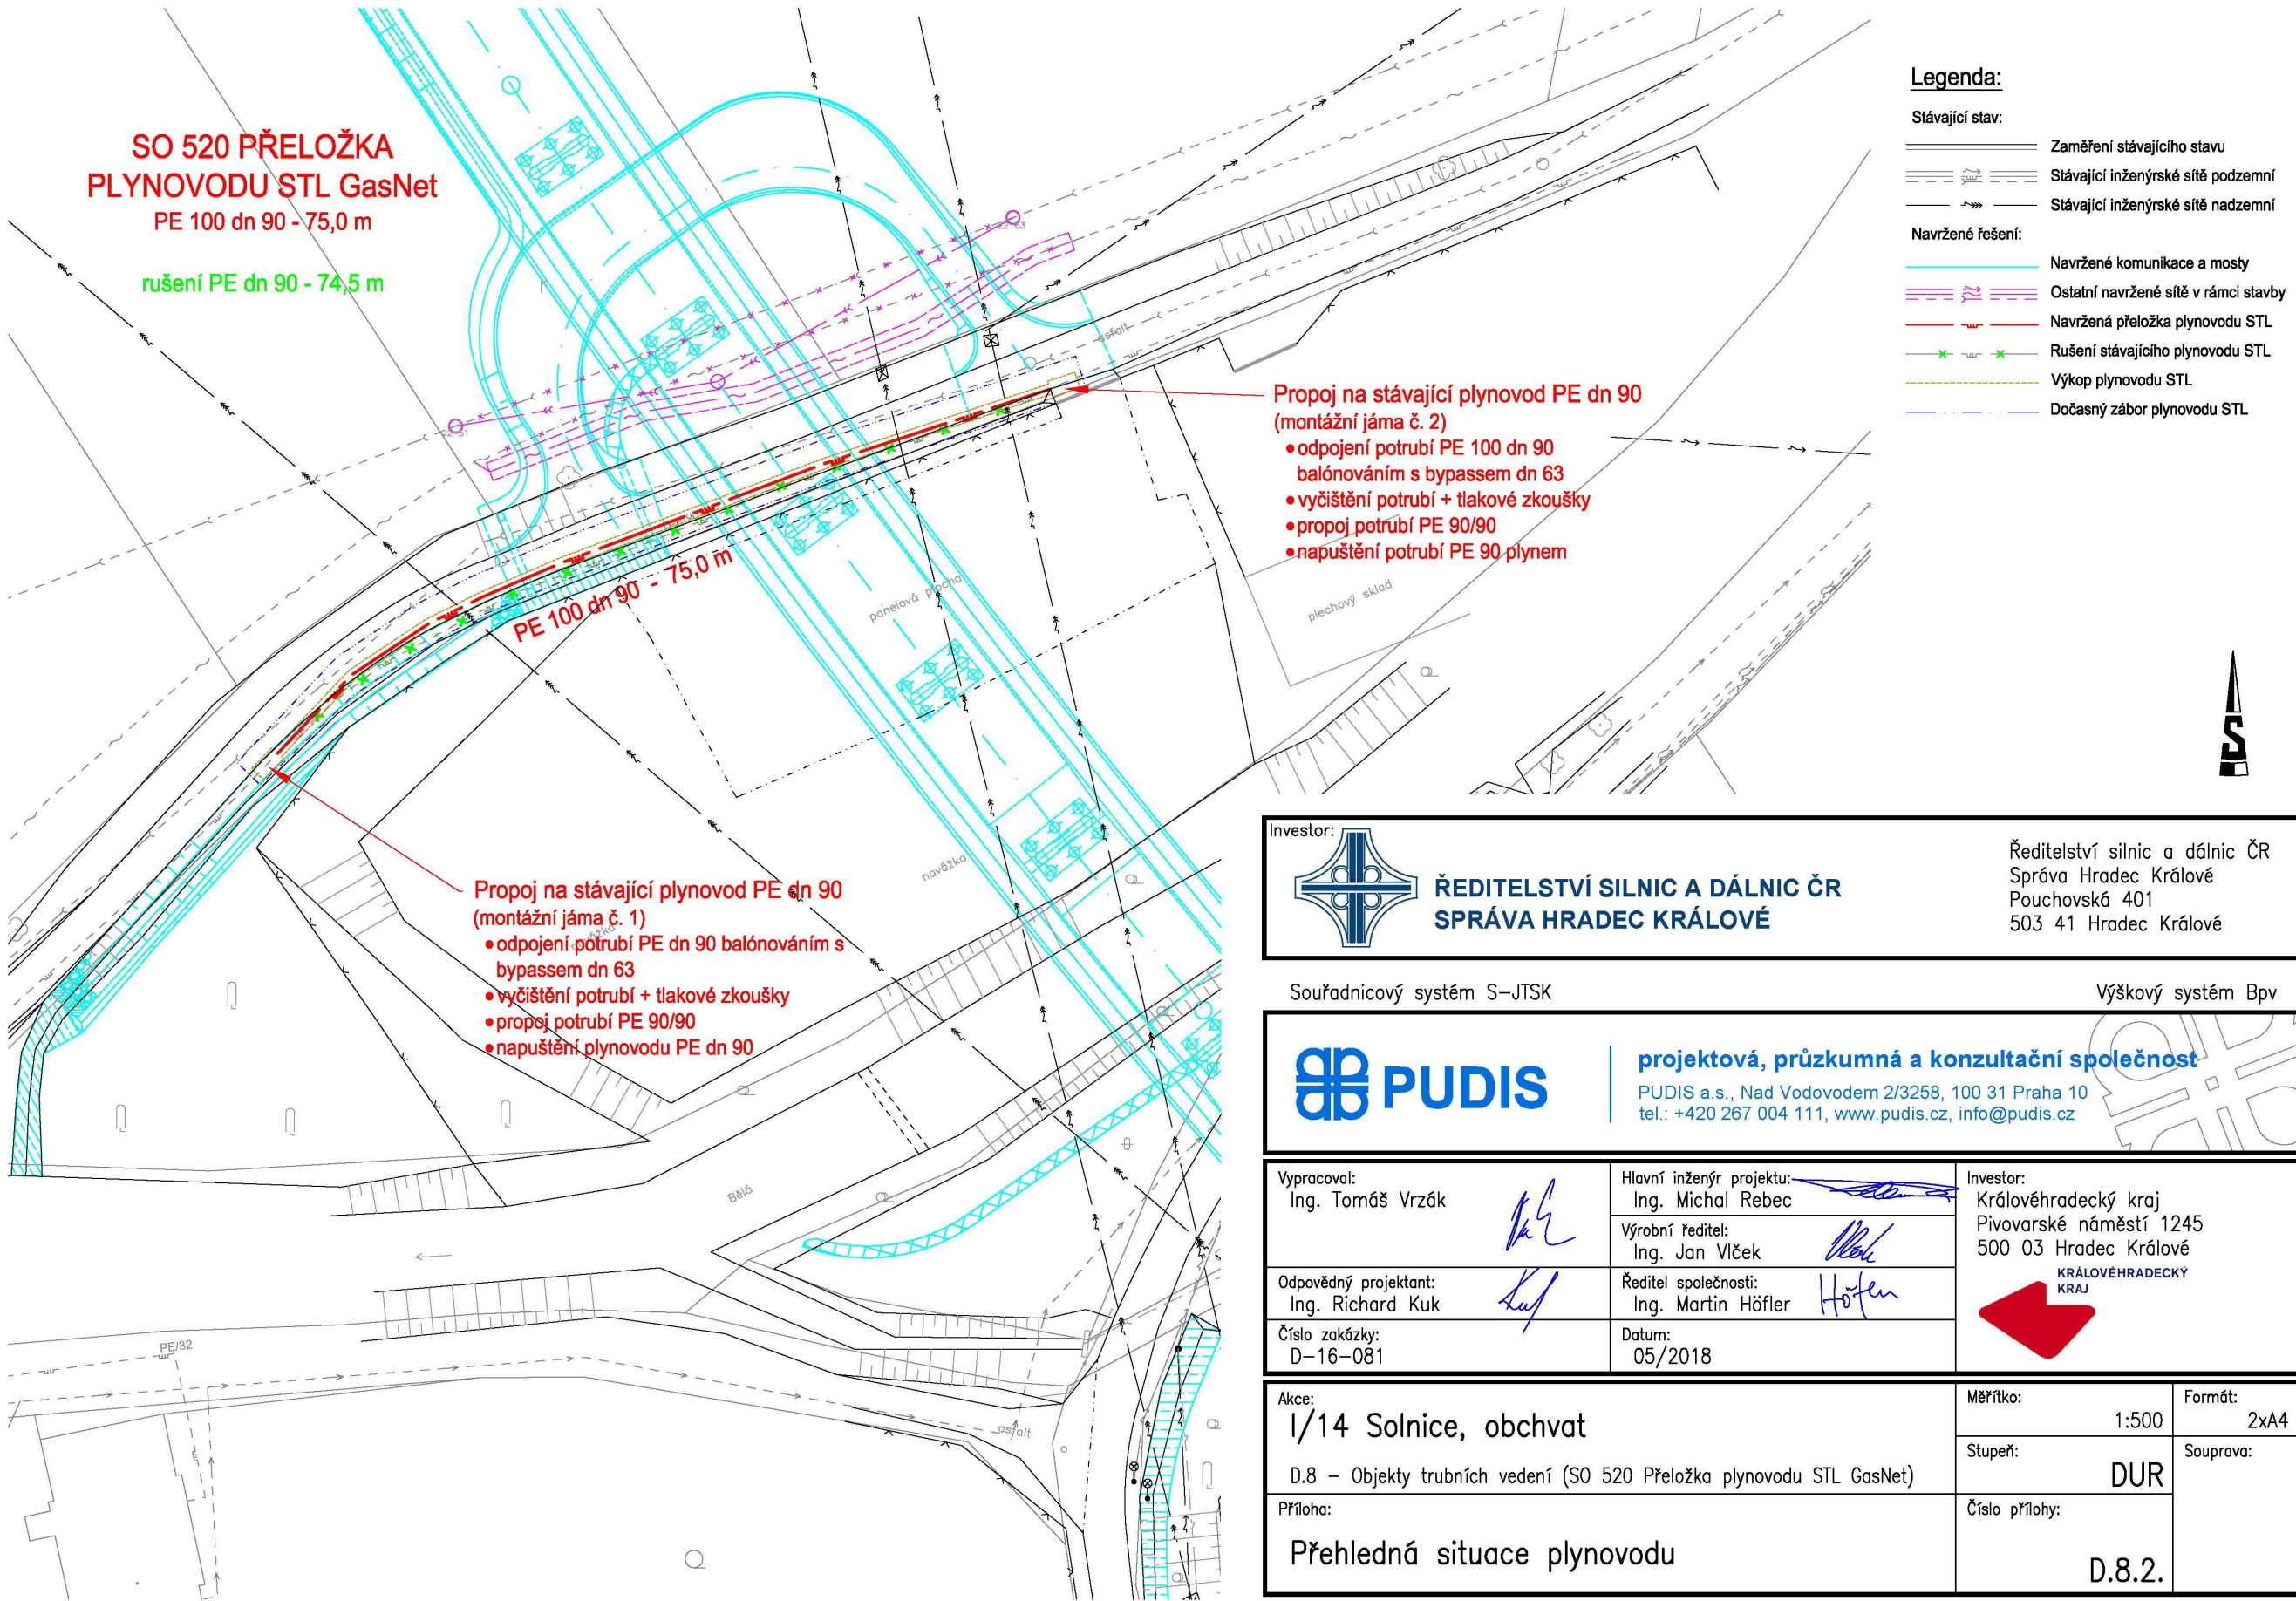 SO 520 PŘELOŽKA
PLYNOVODU STL GasNet
PE 100 dn 90 - 75,0 m
rušení PE dn 90 - 74,5 m
22-63
asfalt
Propoj na stávající plynovod PE dn 90
(montážní jáma č. 2)
•odpojení potrubí PE 100 dn 90
balónováním s bypassem dn 63
•vyčištění potrubí + tlakové zkoušky
•propoj potrubí PE 90/90
•napuštění potrubí PE 90 plynem
PE 100 dn 90 - 75,0 m
panelová plocha
plechový sklad
navážka
Propoj na stávající plynovod PE dn 90
(montážní jáma č. 1)
•odpojení potrubí PE dn 90 balónováním s
bypassem dn 63
•vyčištění potrubí + tlakové zkoušky
•propoj potrubí PE 90/90
•napuštění plynovodu PE dn 90
navážka
Bělá
PE/32
asfalt
Legenda:
Stávající stav:
Zaměření stávajícího stavu
Stávající inženýrské sítě podzemní
Stávající inženýrské sítě nadzemní
Navržené řešení:
Navržené komunikace a mosty
Ostatní navržené sítě v rámci stavby
Navržená přeložka plynovodu STL
Rušení stávajícího plynovodu STL
Výkop plynovodu STL
Dočasný zábor plynovodu STL
S
Investor:
ŘEDITELSTVÍ SILNIC A DÁLNIC ČR
SPRÁVA HRADEC KRÁLOVÉ
Ředitelství silnic a dálnic ČR
Správa Hradec Králové
Pouchovská 401
503 41 Hradec Králové
Souřadnicový systém S-JTSK
Výškový systém Bpv
PUDIS
projektová, průzkumná a konzultační společnost
PUDIS a.s., Nad Vodovodem 2/3258, 100 31 Praha 10
tel.: +420 267 004 111, www.pudis.cz, info@pudis.cz
Vypracoval:
Ing. Tomáš Vrzák
Hlavní inženýr projektu:
Ing. Michal Rebec
Výrobní ředitel:
Ing. Jan Vlček
Odpovědný projektant:
Ing. Richard Kuk
Ředitel společnosti:
Ing. Martin Höfler
Höfler
Číslo zakázky:
D-16-081
Datum:
05/2018
Investor:
Královéhradecký kraj
Pivovarské náměstí 1245
500 03 Hradec Králové
KRÁLOVÉHRADECKÝ
KRAJ
Akce:
I/14 Solnice, obchvat
D.8 - Objekty trubních vedení (SO 520 Přeložka plynovodu STL GasNet)
Měřítko:
1:500
Formát:
2xA4
Stupeň:
DUR
Souprava:
Příloha:
Přehledná situace plynovodu
Číslo přílohy:
D.8.2.